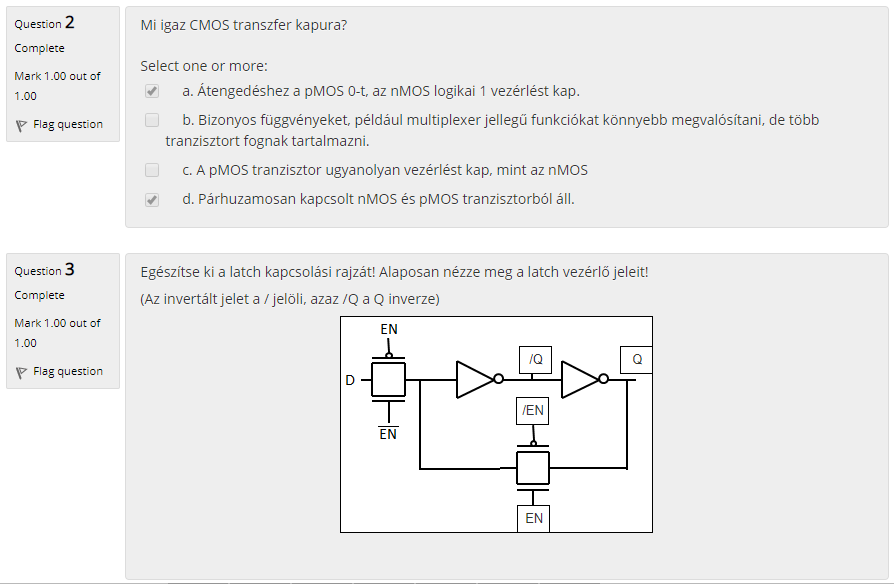 Question 2
Complete
Mark 1.00 out of
1.00
Flag question
Mi igaz CMOS transzfer kapura?
Select one or more:
a. Átengedéshez a pMOS 0-t, az nMOS logikai 1 vezérlést kap.
b. Bizonyos függvényeket, például multiplexer jellegű funkciókat könnyebb megvalósítani, de több
tranzisztort fognak tartalmazni.
c. A pMOS tranzisztor ugyanolyan vezérlést kap, mint az nMOS
d. Párhuzamosan kapcsolt nMOS és pMOS tranzisztorból áll.
Question 3
Complete
Mark 1.00 out of
1.00
Flag question
Egészítse ki a latch kapcsolási rajzát! Alaposan nézze meg a latch vezérlő jeleit!
(Az invertált jelet a / jelöli, azaz /Q a Q inverze)
EN
/Q
Q
D
/EN
EN
EN